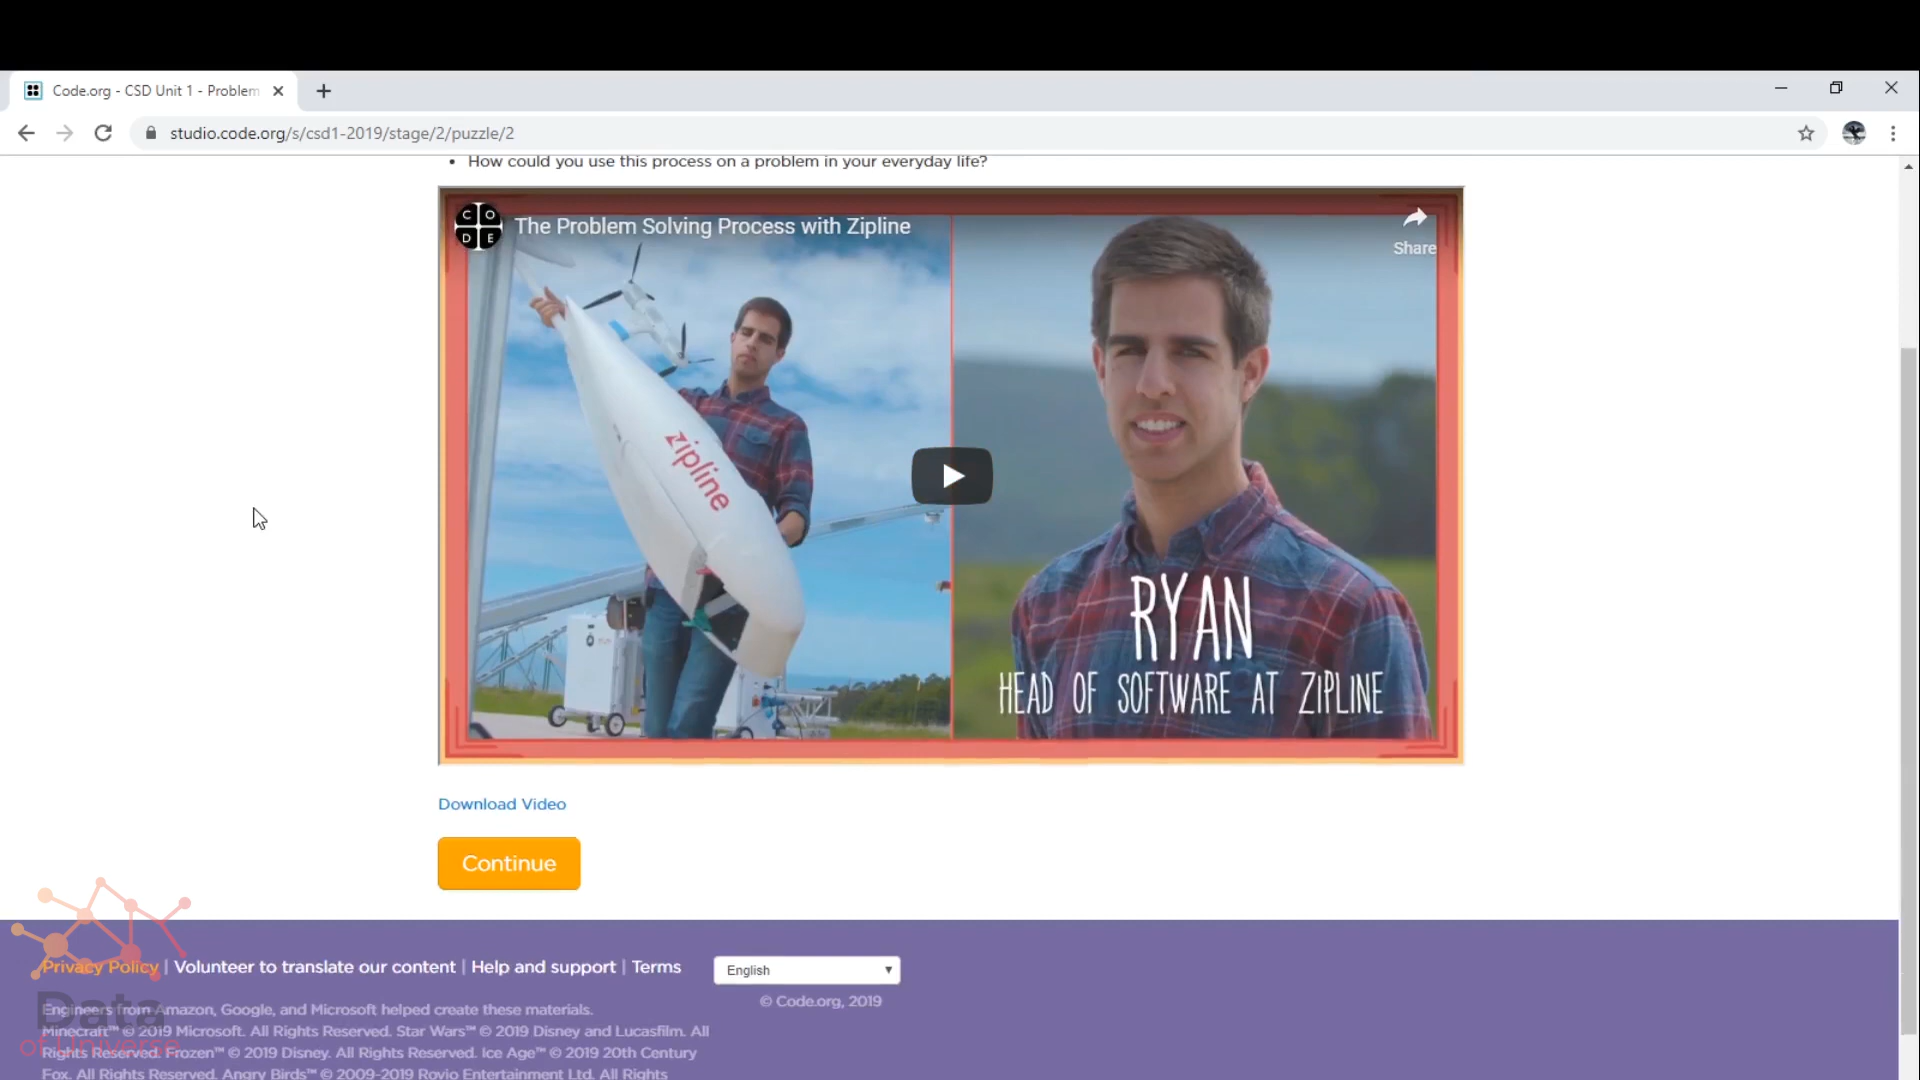 Code.org - CSD Unit 1 - Problem
studio.code.org/s/csd1-2019/stage/2/puzzle/2
• How could you use this process on a problem in your everyday life?
CODE
The Problem Solving Process with Zipline
Share
zipline
RYAN
HEAD OF SOFTWARE AT ZIPLINE
Download Video
Continue
Privacy Policy | Volunteer to translate our content | Help and support | Terms
English
© Code.org, 2019
Engineers from Amazon, Google, and Microsoft helped create these materials.
Minecraft™ © 2019 Microsoft. All Rights Reserved. Star Wars™ © 2019 Disney and Lucasfilm. All
Rights Reserved. Frozen™ © 2019 Disney. All Rights Reserved. Ice Age™ © 2019 20th Century
Fox. All Rights Reserved. Angry Birds™ © 2009-2019 Rovio Entertainment Ltd. All Rights
Data
of Universe